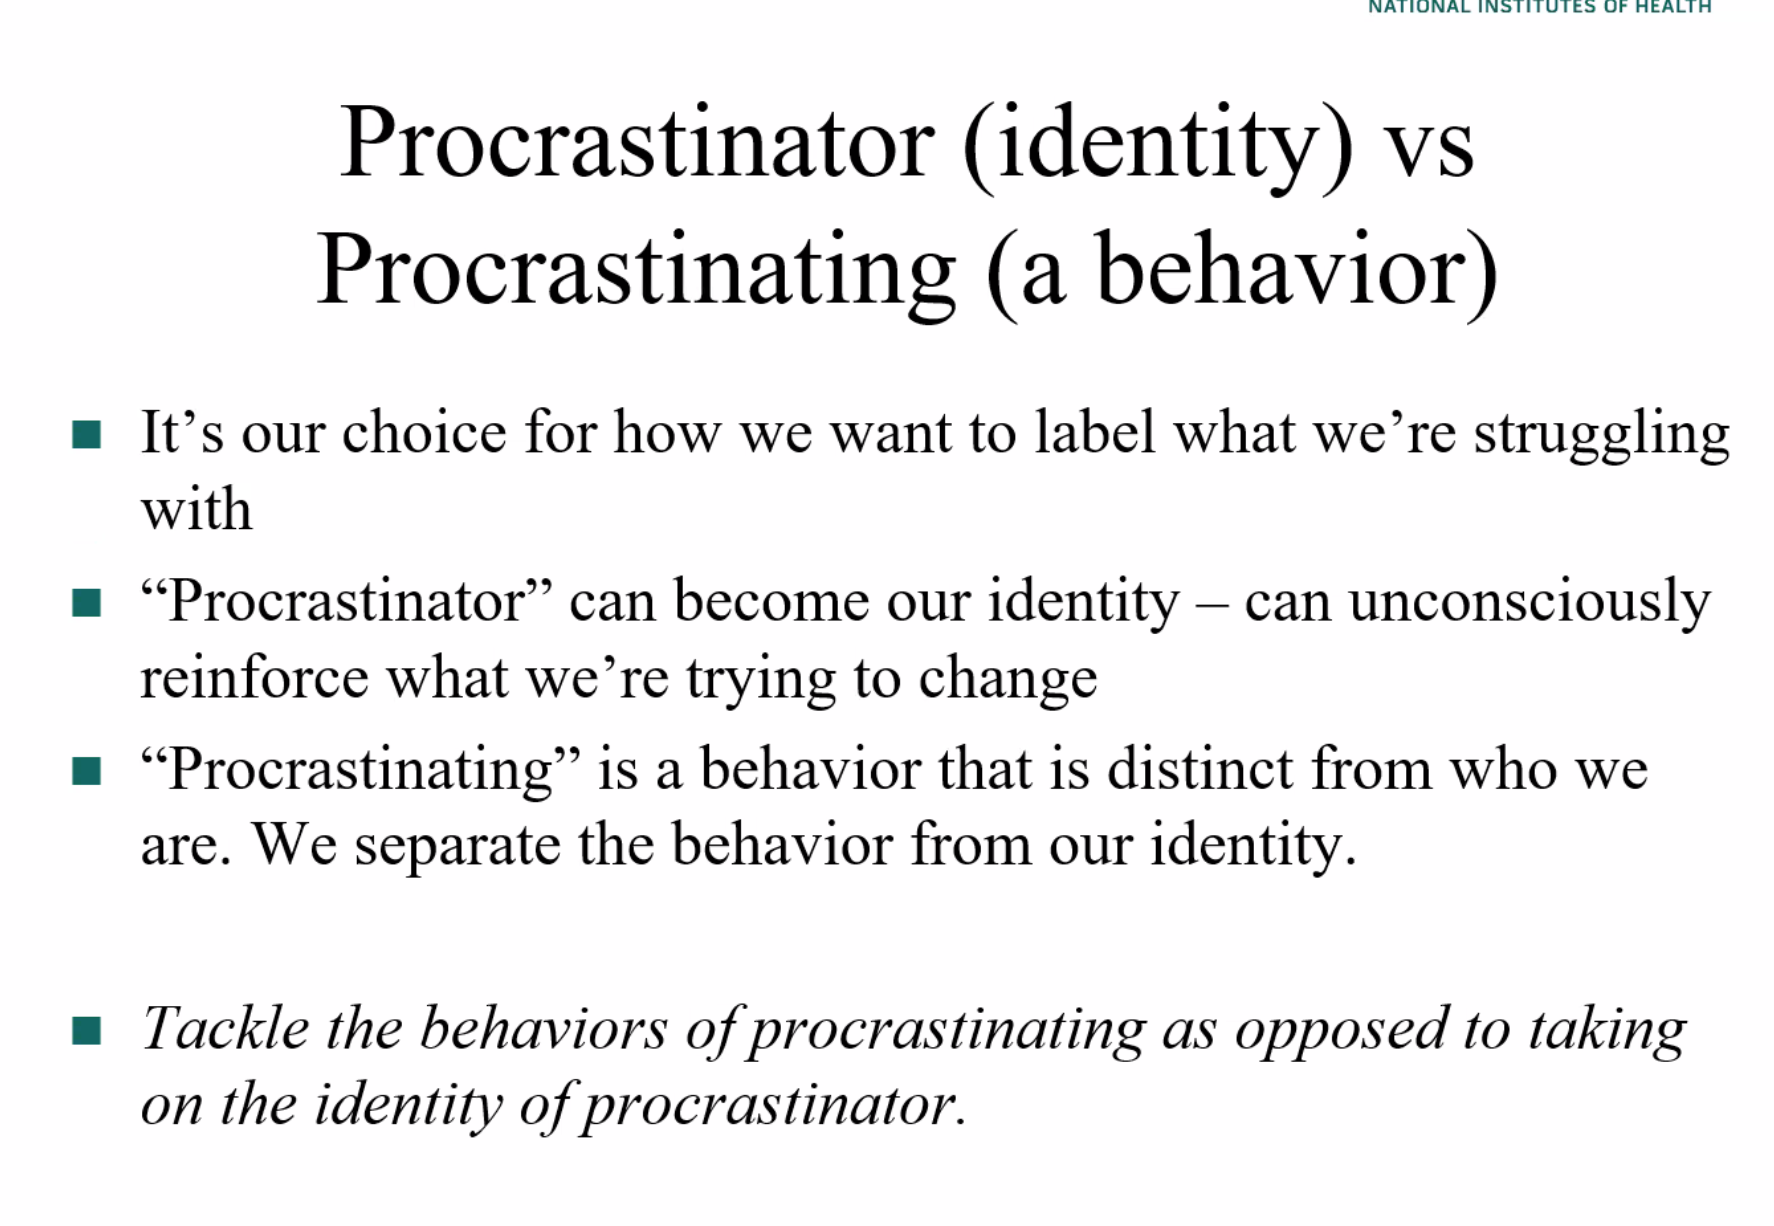 NATIONAL INSTITUTES OF HEALTH
Procrastinator (identity) vs
Procrastinating (a behavior)
■ It’s our choice for how we want to label what we’re struggling
with
■ “Procrastinator” can become our identity – can unconsciously
reinforce what we’re trying to change
■ “Procrastinating” is a behavior that is distinct from who we
are. We separate the behavior from our identity.
■ Tackle the behaviors of procrastinating as opposed to taking
on the identity of procrastinator.